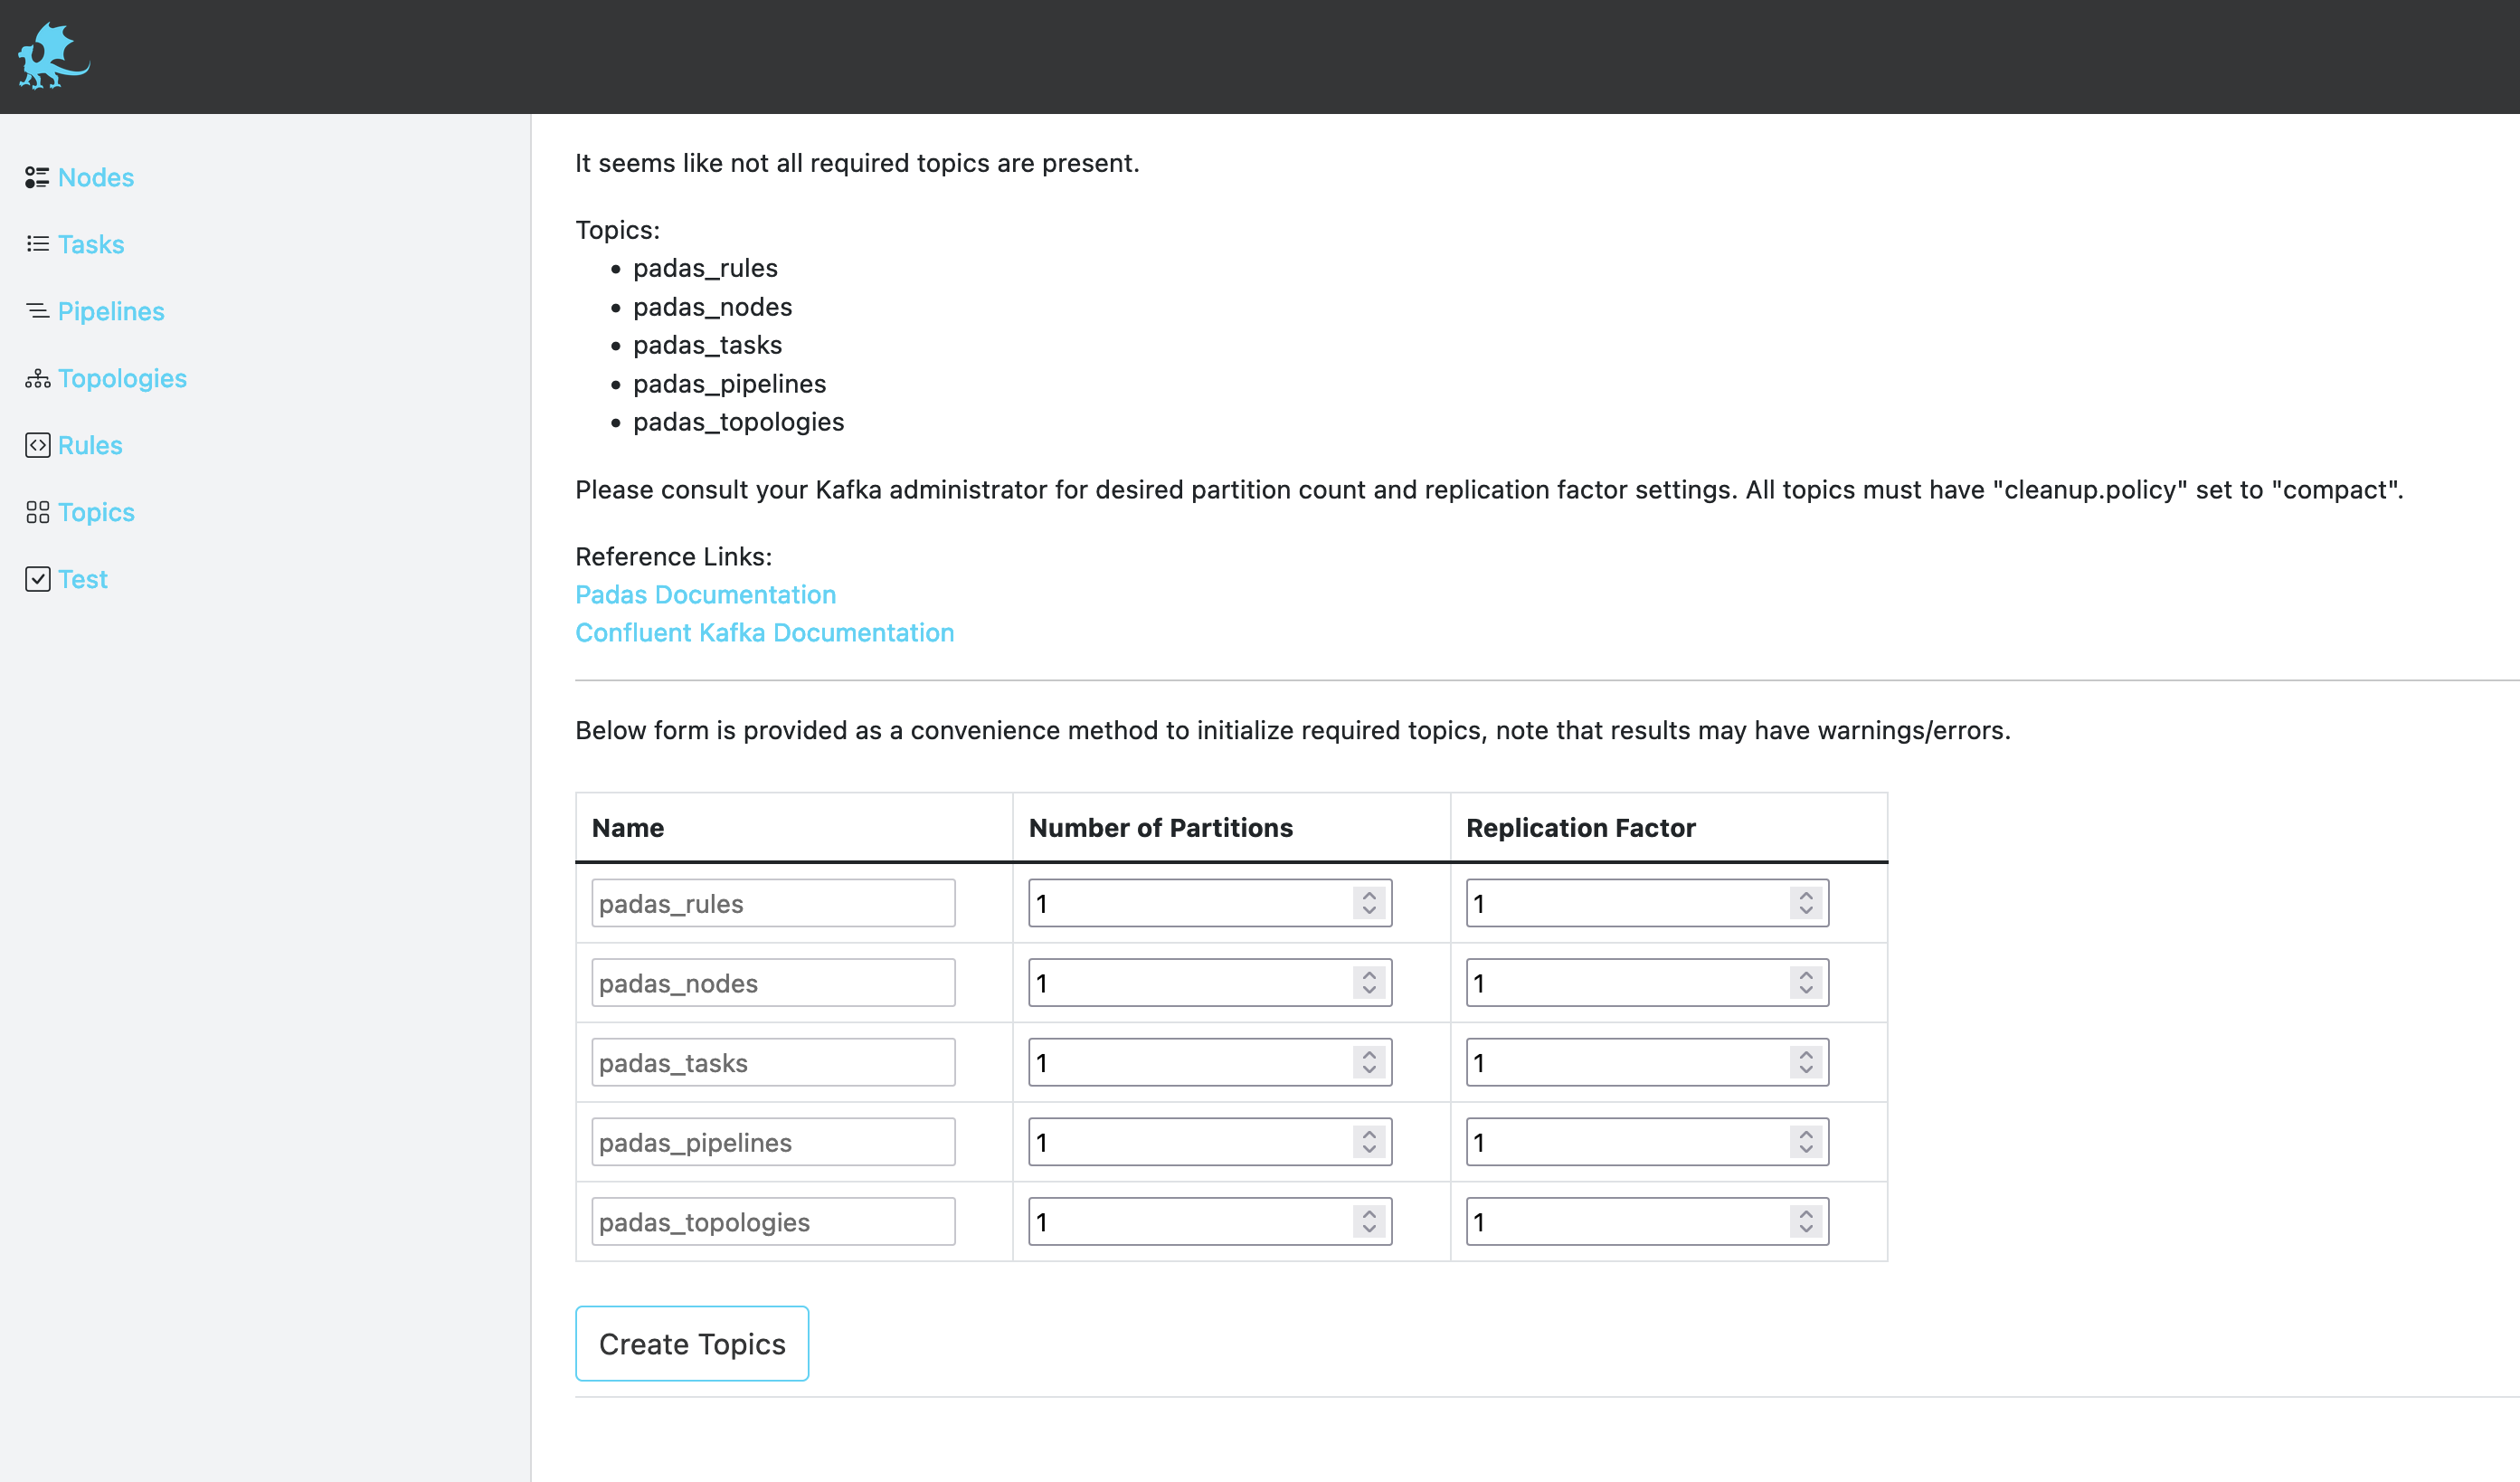 Nodes
Tasks
Pipelines
Topologies
Rules
Topics
Test
It seems like not all required topics are present.
Topics:
padas_rules
padas_nodes
padas_tasks
padas_pipelines
padas_topologies
Please consult your Kafka administrator for desired partition count and replication factor settings. All topics must have "cleanup.policy" set to "compact".
Reference Links:
Padas Documentation
Confluent Kafka Documentation
Below form is provided as a convenience method to initialize required topics, note that results may have warnings/errors.
Name Number of Partitions Replication Factor
padas_rules 1 1
padas_nodes 1 1
padas_tasks 1 1
padas_pipelines 1 1
padas_topologies 1 1
Create Topics